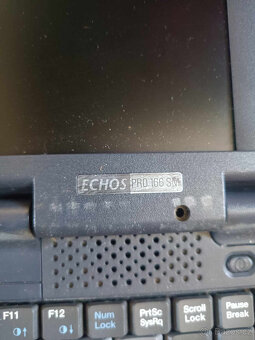 ECHOS PRO 166 SM
F11
F12
Num
Lock
PrtSc
SysRq
Scroll
Lock
Pause
Break